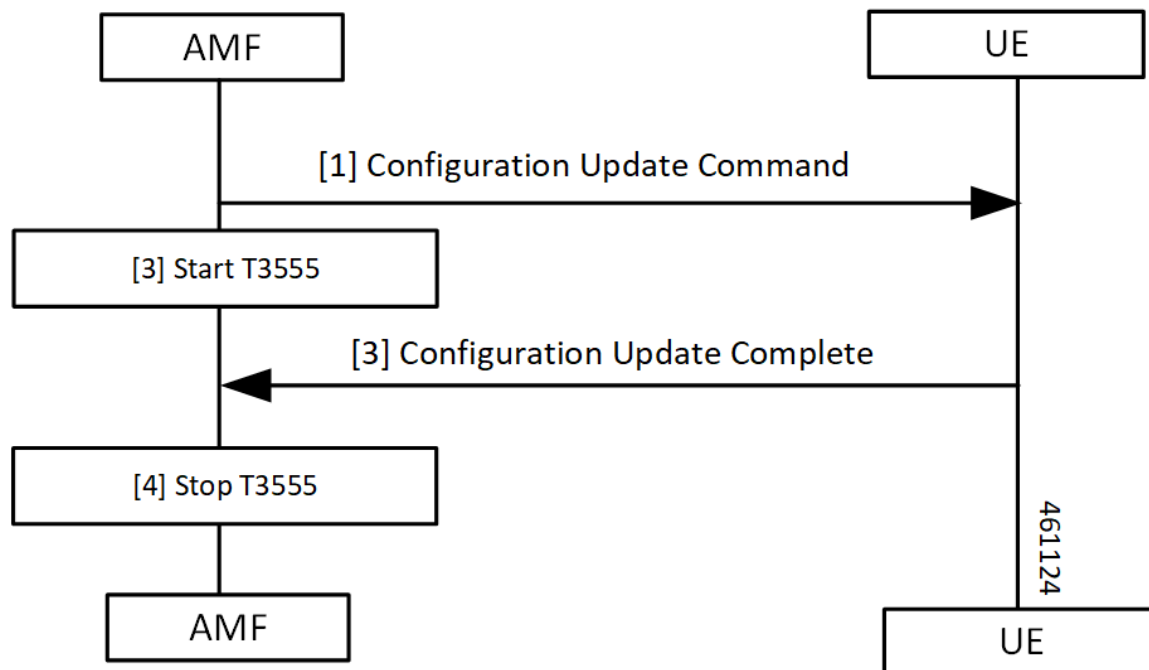 AMF
UE
[1] Configuration Update Command
[3] Start T3555
[3] Configuration Update Complete
[4] Stop T3555
461124
AMF
UE